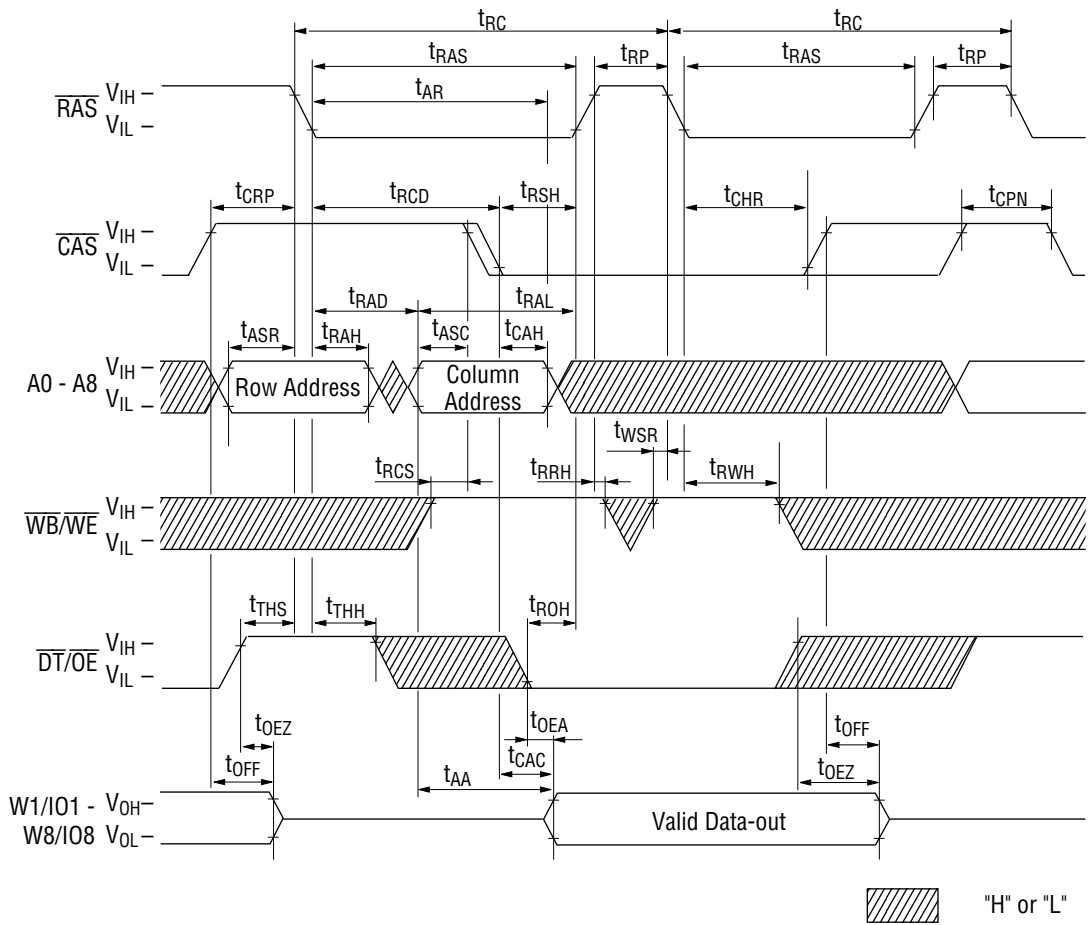 tRC tRC
tRAS tRP tRAS tRP
tAR
RAS VIH –
VIL –
tCRP tRCD tRSH tCHR tCPN
CAS VIH –
VIL –
tRAD tRAL
tASR tRAH tASC tCAH
A0 - A8 VIH –
VIL –
Row Address
Column
Address
tWSR
tRCS tRRH tRWH
WB/WE VIH –
VIL –
tTHS tTHH tROH
DT/OE VIH –
VIL –
tOEZ tOEA tOFF
tOFF tCAC tOEZ
tAA
W1/IO1 - VOH –
W8/IO8 VOL –
Valid Data-out
"H" or "L"